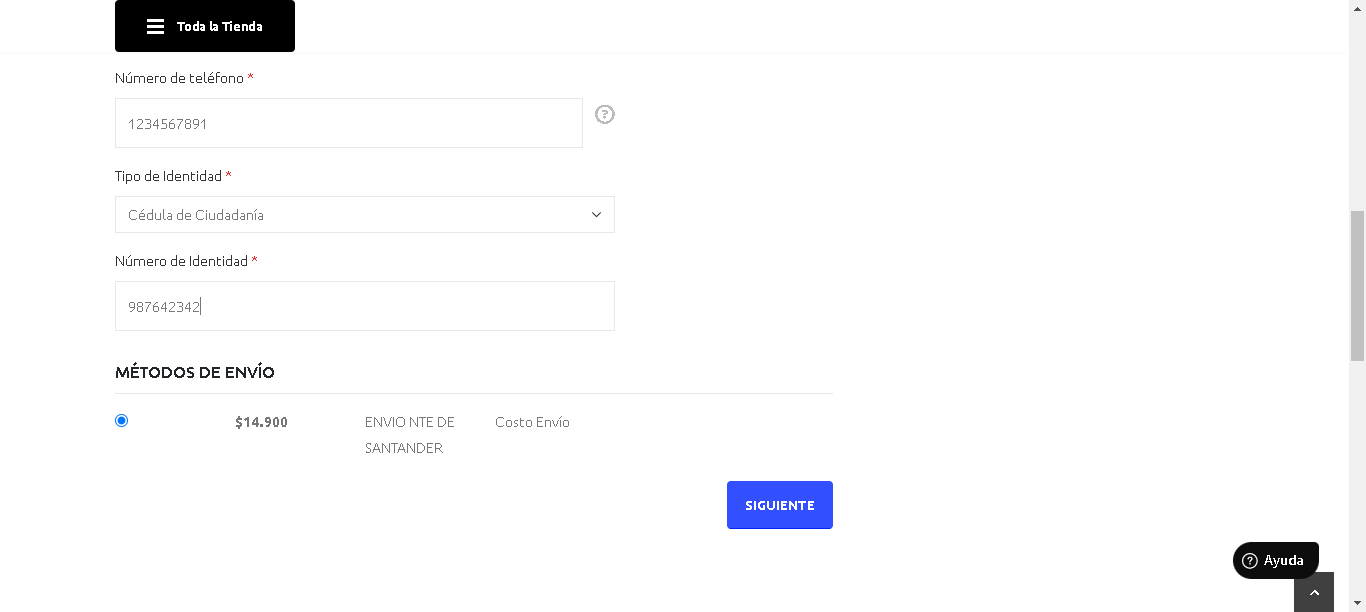 Toda la Tienda
Número de teléfono *
1234567891
Tipo de Identidad *
Cédula de Ciudadanía
Número de Identidad *
987642342
MÉTODOS DE ENVÍO
$14.900 ENVIO NTE DE SANTANDER Costo Envío
SIGUIENTE
Ayuda